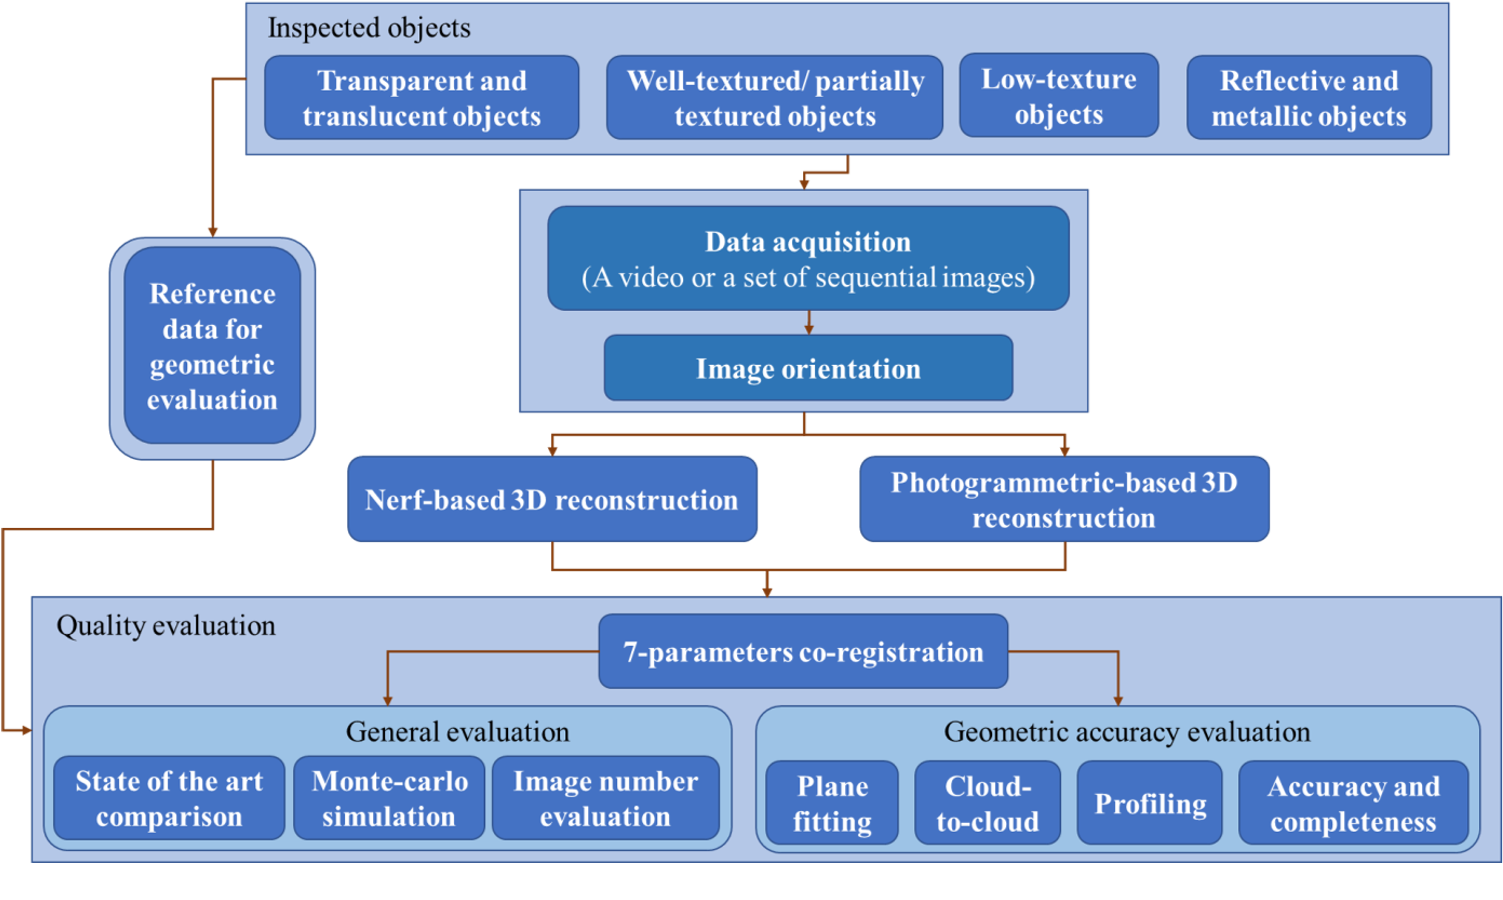 Inspected objects
Transparent and
translucent objects
Well-textured/ partially
textured objects
Low-texture
objects
Reflective and
metallic objects
Data acquisition
(A video or a set of sequential images)
Image orientation
Reference
data for
geometric
evaluation
Nerf-based 3D reconstruction
Photogrammetric-based 3D
reconstruction
Quality evaluation
7-parameters co-registration
General evaluation
State of the art
comparison
Monte-carlo
simulation
Image number
evaluation
Geometric accuracy evaluation
Plane
fitting
Cloud-
to-cloud
Profiling
Accuracy and
completeness